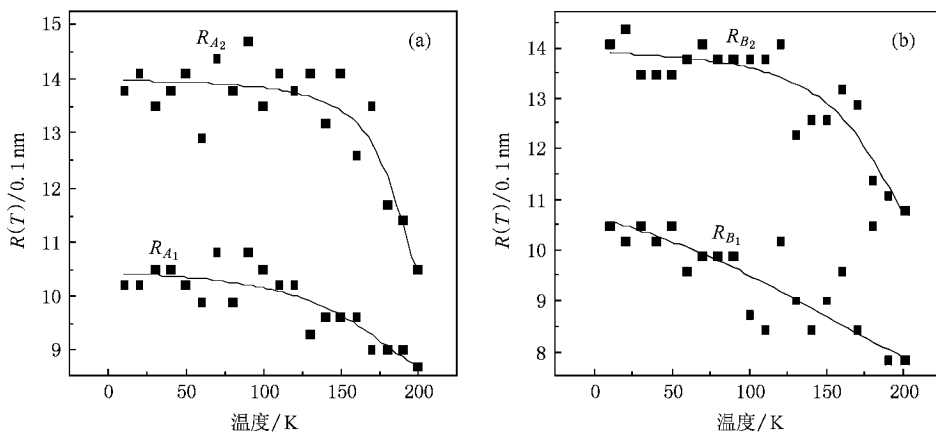 R_{A_2}
(a)
R_{A_1}
15
14
13
12
11
10
9
R(T)/0.1 nm
0 50 100 150 200
温度/K
R_{B_2}
(b)
R_{B_1}
14
13
12
11
10
9
8
R(T)/0.1 nm
0 50 100 150 200
温度/K